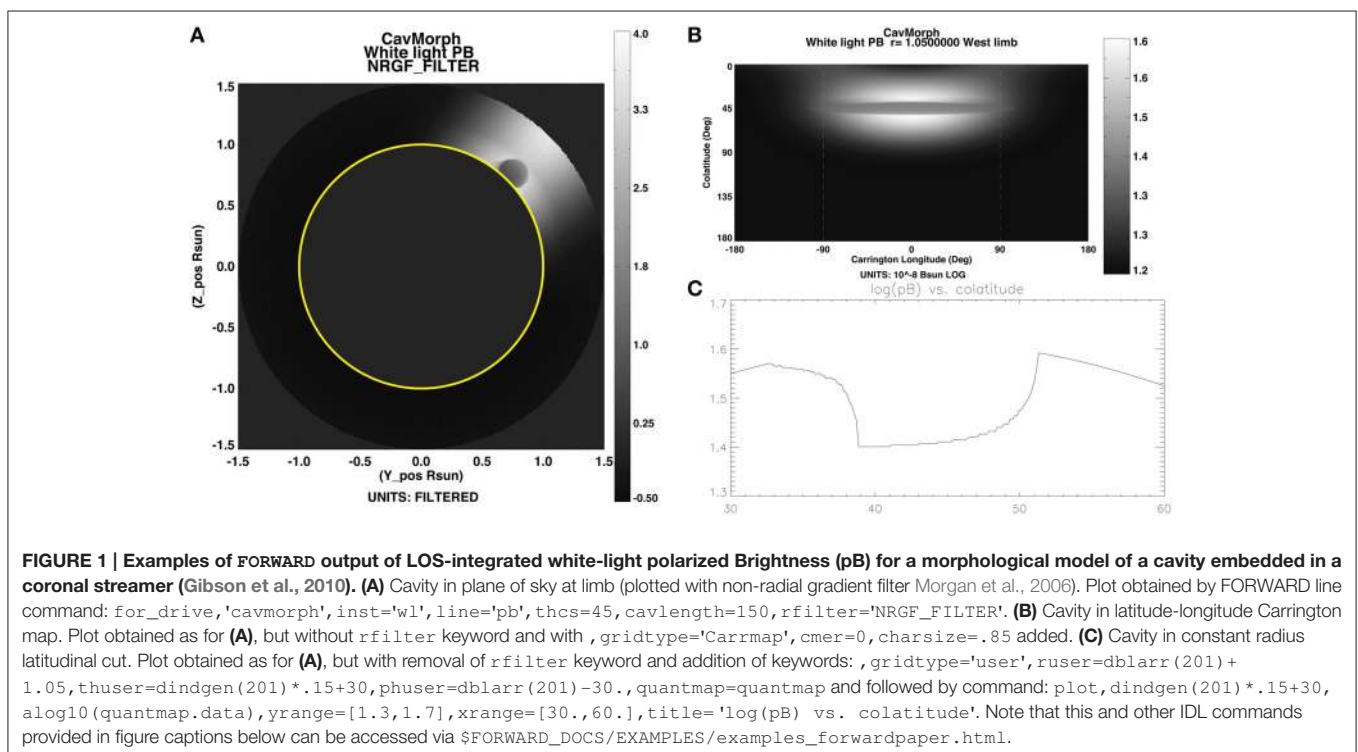 A
CavMorph
White light PB
NRGF_FILTER
1.5
1.0
0.5
0.0
-0.5
-1.0
-1.5
(Z_pos Rsun)
-1.5 -1.0 -0.5 0.0 0.5 1.0 1.5
(Y_pos Rsun)
UNITS: FILTERED
4.0
3.3
2.5
1.8
1.0
0.25
-0.50
B
CavMorph
White light PB r= 1.0500000 West limb
0
45
90
135
180
Colatitude (Deg)
-180 -90 0 90 180
Carrington Longitude (Deg)
UNITS: 10^-8 Bsun LOG
1.6
1.5
1.4
1.4
1.3
1.3
1.2
C
log(pB) vs. colatitude
1.7
1.6
1.5
1.4
1.3
30 40 50 60
FIGURE 1 | Examples of FORWARD output of LOS-integrated white-light polarized Brightness (pB) for a morphological model of a cavity embedded in a
coronal streamer (Gibson et al., 2010). (A) Cavity in plane of sky at limb (plotted with non-radial gradient filter Morgan et al., 2006). Plot obtained by FORWARD line
command: for_drive,'cavmorph',inst='wl',line='pb',thcs=45,cavlength=150,rfilter='NRGF_FILTER'. (B) Cavity in latitude-longitude Carrington
map. Plot obtained as for (A), but without rfilter keyword and with ,gridtype='Carrmap',cmer=0,charsize=.85 added. (C) Cavity in constant radius
latitudinal cut. Plot obtained as for (A), but with removal of rfilter keyword and addition of keywords: ,gridtype='user',ruser=dblarr(201)+
1.05,thuser=dindgen(201)*.15+30,phuser=dblarr(201)-30.,quantmap=quantmap and followed by command: plot,dindgen(201)*.15+30,
alog10(quantmap.data),yrange=[1.3,1.7],xrange=[30.,60.],title='log(pB) vs. colatitude'. Note that this and other IDL commands
provided in figure captions below can be accessed via $FORWARD_DOCS/EXAMPLES/examples_forwardpaper.html.